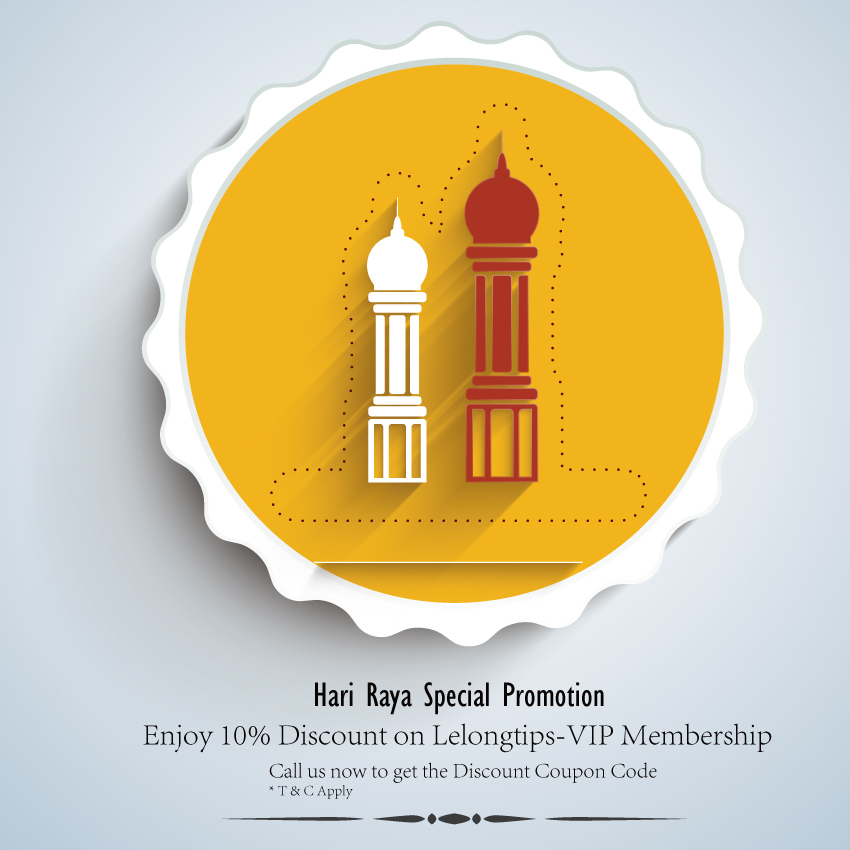 Hari Raya Special Promotion
Enjoy 10% Discount on Lelongtips-VIP Membership
Call us now to get the Discount Coupon Code
* T & C Apply